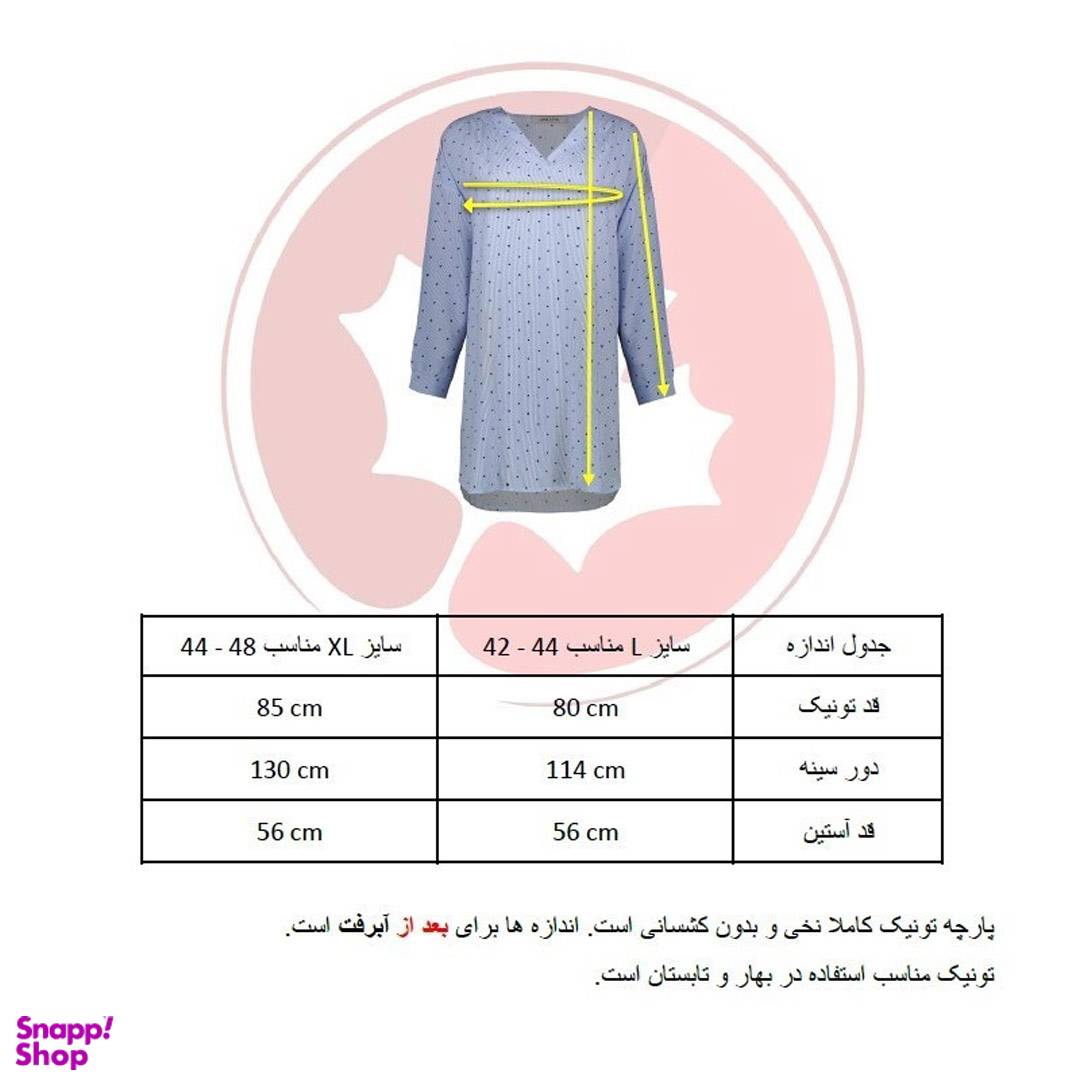 جدول اندازه سایز L مناسب 44 - 42 سایز XL مناسب 48 - 44
قد تونیک 80 cm 85 cm
دور سینه 114 cm 130 cm
قد آستین 56 cm 56 cm
پارچه تونیک کاملا نخی و بدون کشسانی است. اندازه ها برای بعد از آبرفت است.
تونیک مناسب استفاده در بهار و تابستان است.
Snapp!
Shop